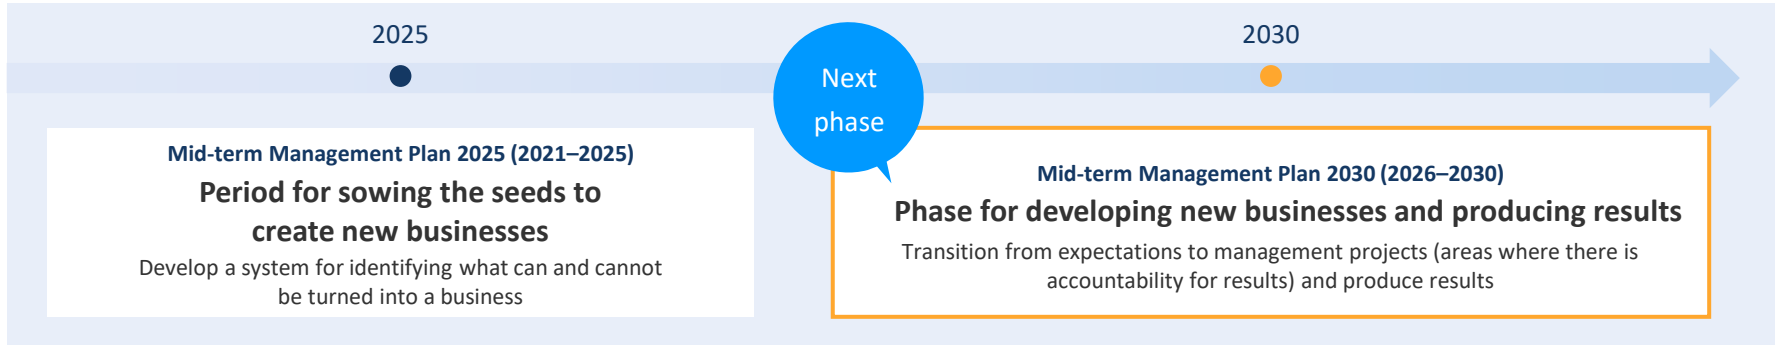 2025
2030
Next
phase
Mid-term Management Plan 2025 (2021–2025)
Period for sowing the seeds to
create new businesses
Develop a system for identifying what can and cannot
be turned into a business
Mid-term Management Plan 2030 (2026–2030)
Phase for developing new businesses and producing results
Transition from expectations to management projects (areas where there is
accountability for results) and produce results